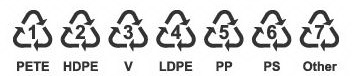 1 2 3 4 5 6 7
PETE HDPE V LDPE PP PS Other